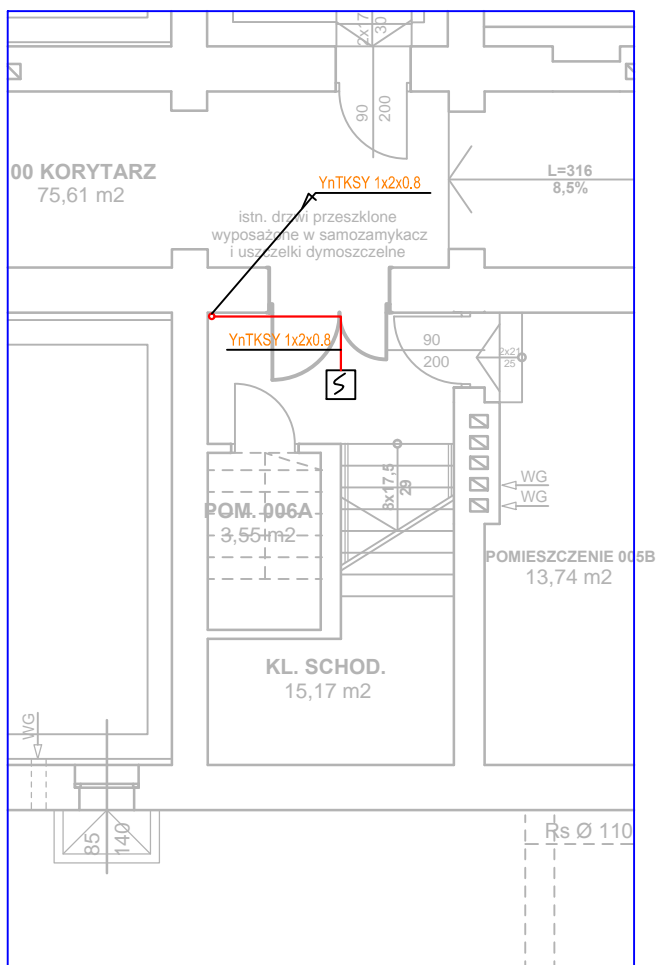 2x17
30
90
200
00 KORYTARZ
75,61 m2
L=316
8,5%
YnTKSY 1x2x0.8
istn. drzwi przeszklone
wyposażone w samozamykacz
i uszczelki dymoszczelne
YnTKSY 1x2x0.8
90
200
2x21
25
S
8x17,5
29
WG
WG
POM. 006A
3,55 m2
POMIESZCZENIE 005B
13,74 m2
KL. SCHOD.
15,17 m2
WG
85
140
Rs Ø 110